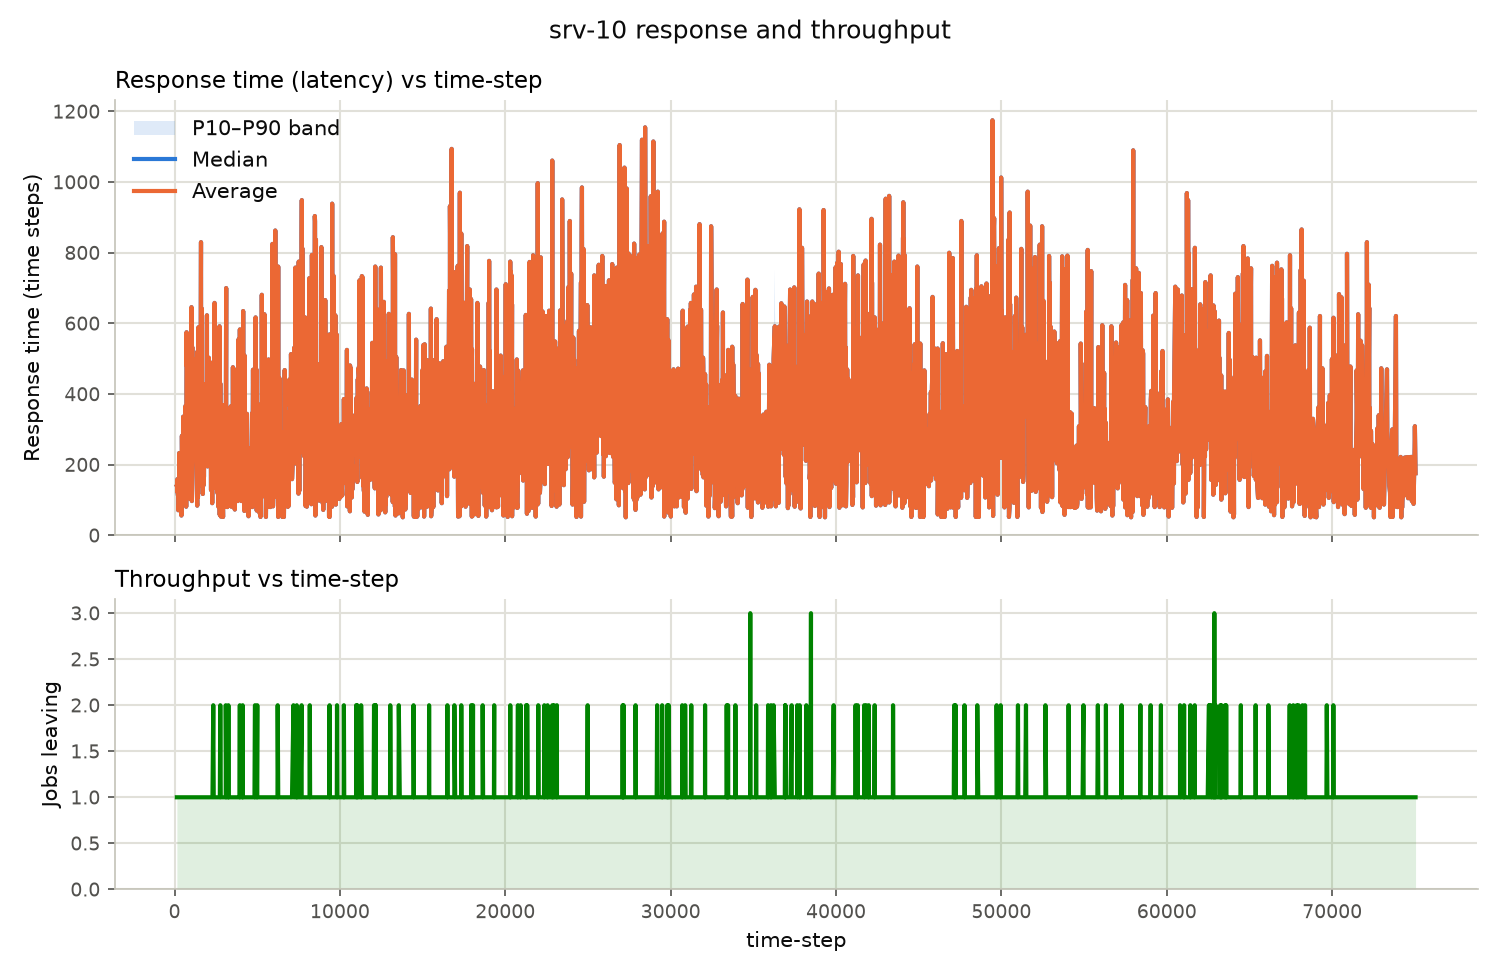 srv-10 response and throughput
Response time (latency) vs time-step
1200
1000
800
600
400
200
0
Response time (time steps)
P10–P90 band
Median
Average
Throughput vs time-step
3.0
2.5
2.0
1.5
1.0
0.5
0.0
Jobs leaving
0 10000 20000 30000 40000 50000 60000 70000
time-step